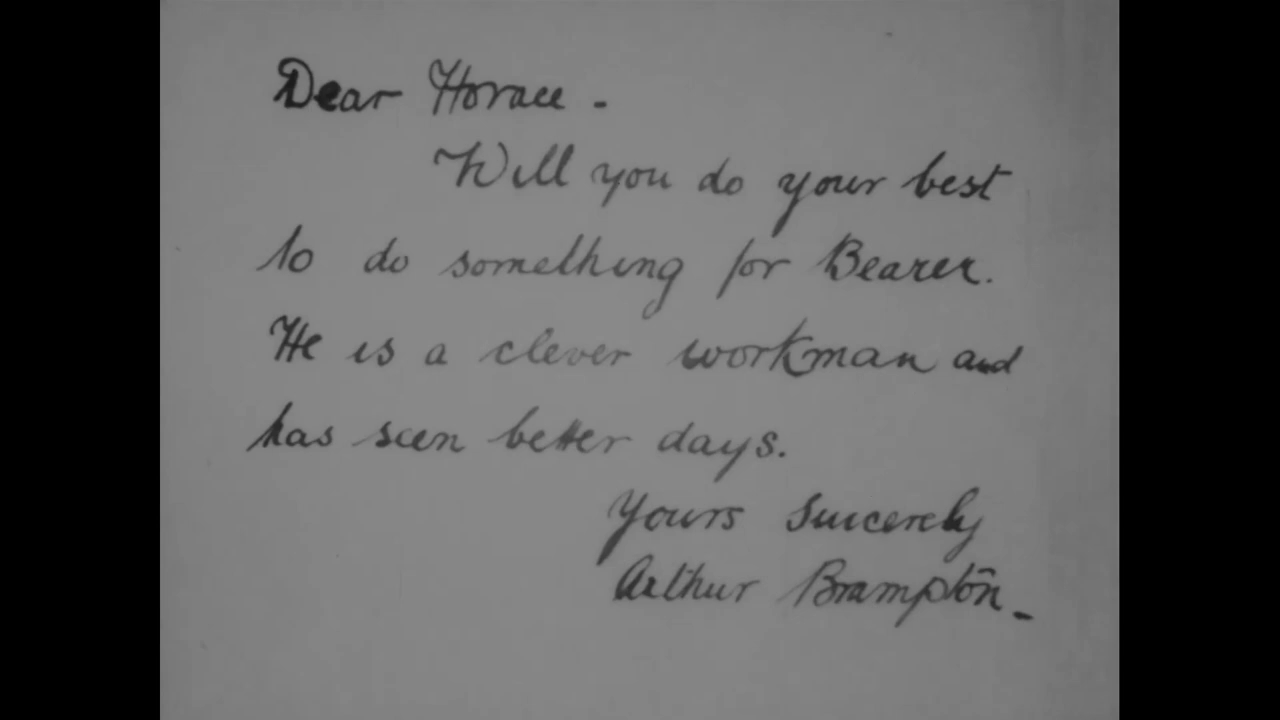 Dear Horace -
Will you do your best
to do something for Bearer.
He is a clever workman and
has seen better days.
Yours Sincerely
Arthur Brampton -